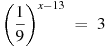 (1/9)^{x−13} = 3